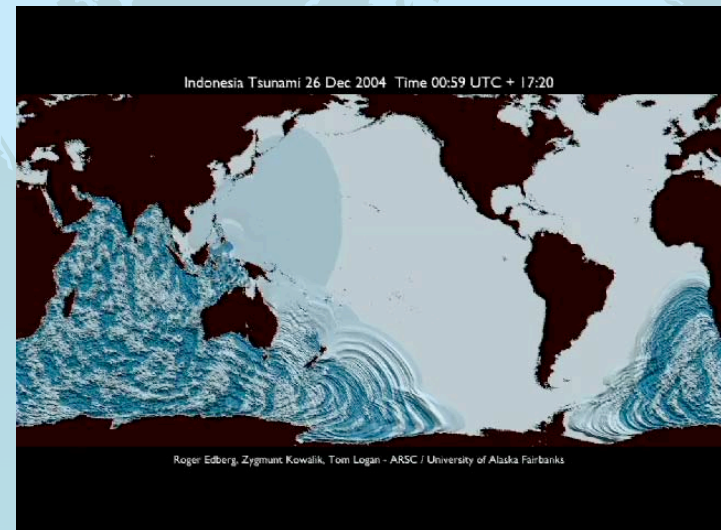 Indonesia Tsunami 26 Dec 2004 Time 00:59 UTC + 17:20
Roger Edberg, Zygmunt Kowalik, Tom Logan - ARSC / University of Alaska Fairbanks